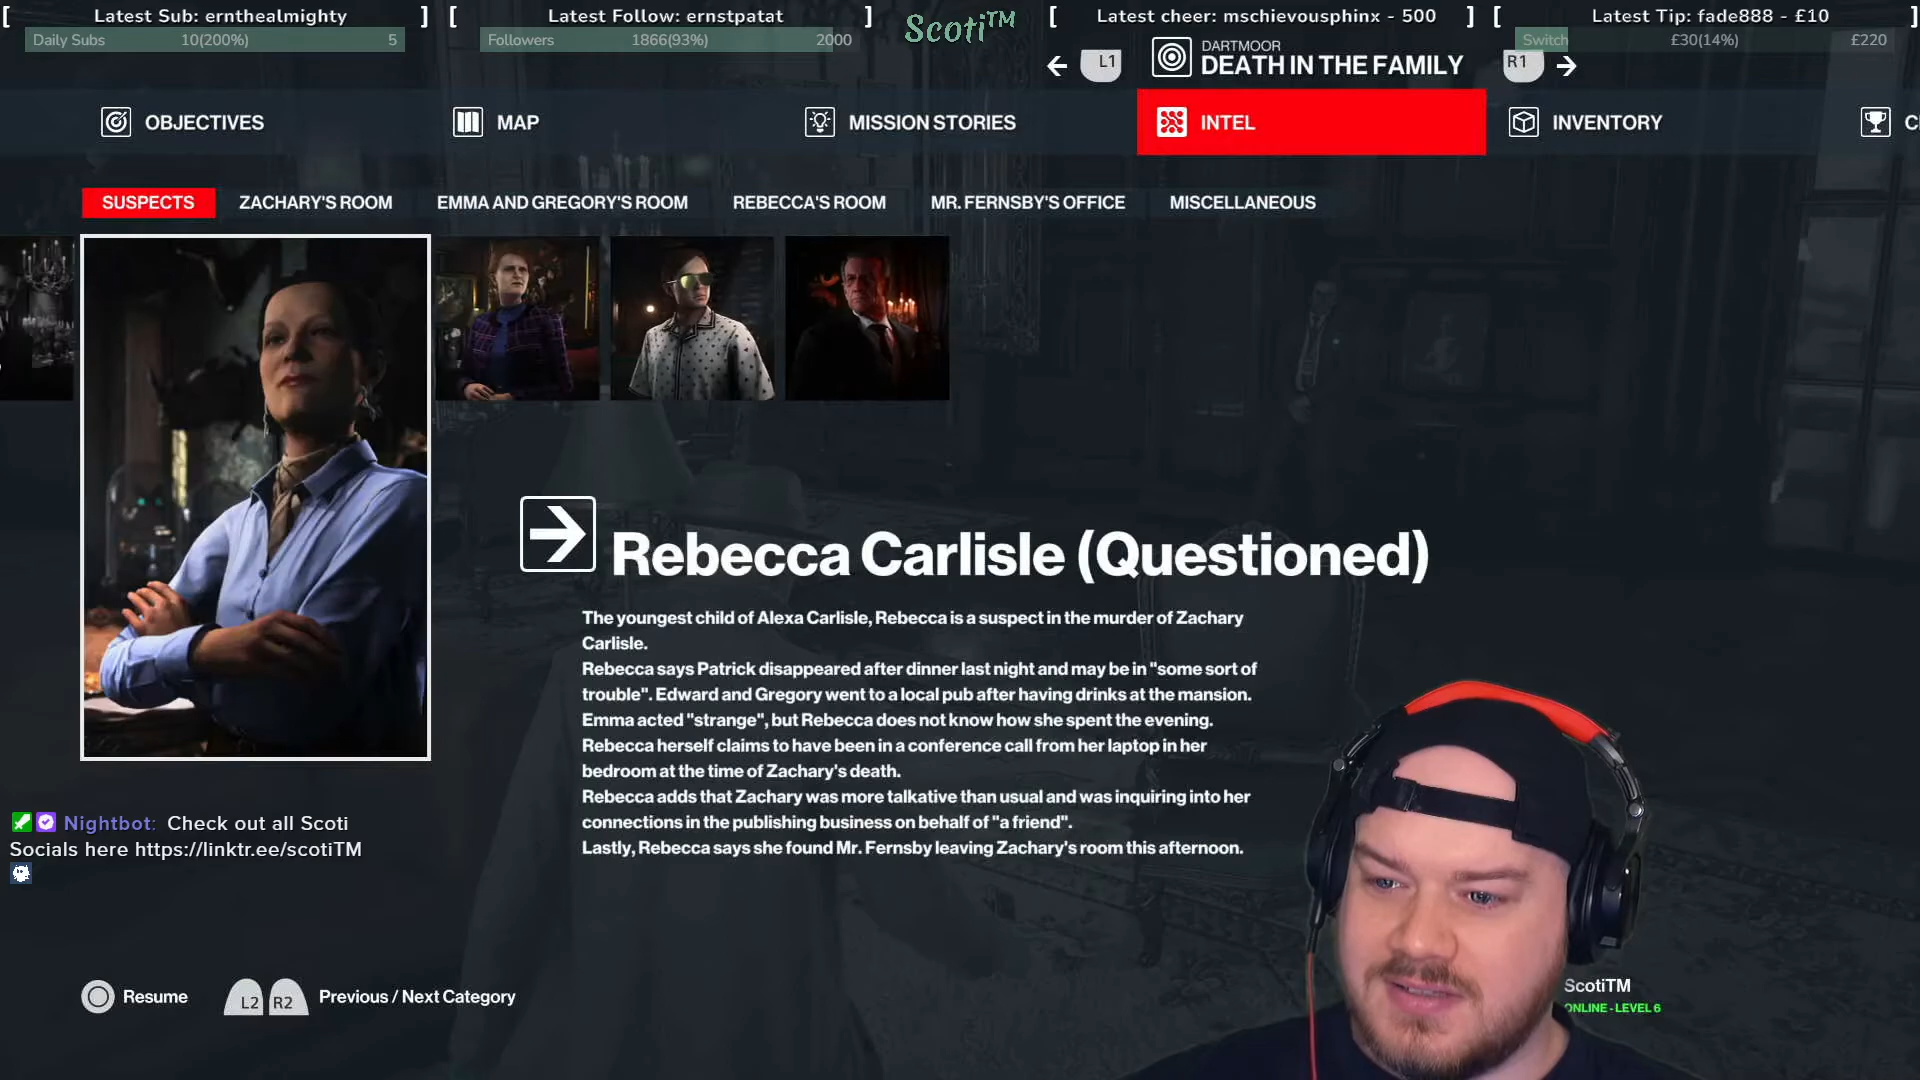 [ Latest Sub: ernthealmighty ]
Daily Subs 10(200%) 5
[ Latest Follow: ernstpatat ]
Followers 1866(93%) 2000
Scoti™
[ Latest cheer: mschievousphinx - 500 ]
[ Latest Tip: fade888 - £10 ]
Switch £30(14%) £220
L1
DARTMOOR
DEATH IN THE FAMILY
R1
OBJECTIVES
MAP
MISSION STORIES
INTEL
INVENTORY
C
SUSPECTS
ZACHARY'S ROOM
EMMA AND GREGORY'S ROOM
REBECCA'S ROOM
MR. FERNSBY'S OFFICE
MISCELLANEOUS
Rebecca Carlisle (Questioned)
The youngest child of Alexa Carlisle, Rebecca is a suspect in the murder of Zachary
Carlisle.
Rebecca says Patrick disappeared after dinner last night and may be in "some sort of
trouble". Edward and Gregory went to a local pub after having drinks at the mansion.
Emma acted "strange", but Rebecca does not know how she spent the evening.
Rebecca herself claims to have been in a conference call from her laptop in her
bedroom at the time of Zachary's death.
Rebecca adds that Zachary was more talkative than usual and was inquiring into her
connections in the publishing business on behalf of "a friend".
Lastly, Rebecca says she found Mr. Fernsby leaving Zachary's room this afternoon.
Nightbot: Check out all Scoti
Socials here https://linktr.ee/scotiTM
Resume
L2 R2 Previous / Next Category
ScotiTM
ONLINE - LEVEL 6